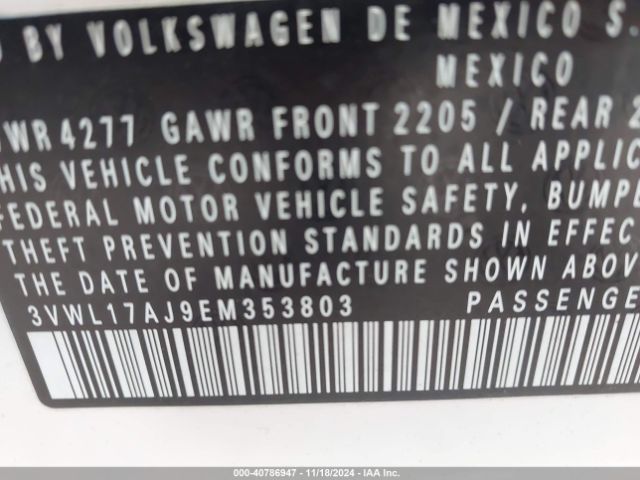 BY VOLKSWAGEN DE MEXICO S.
MEXICO
WR 4277 GAWR FRONT 2205 / REAR 2
HIS VEHICLE CONFORMS TO ALL APPLIC
FEDERAL MOTOR VEHICLE SAFETY, BUMP
THEFT PREVENTION STANDARDS IN EFFEC
THE DATE OF MANUFACTURE SHOWN ABOV
3VWL17AJ9EM353803 PASSENGE
000-40786947 - 11/18/2024 - IAA Inc.